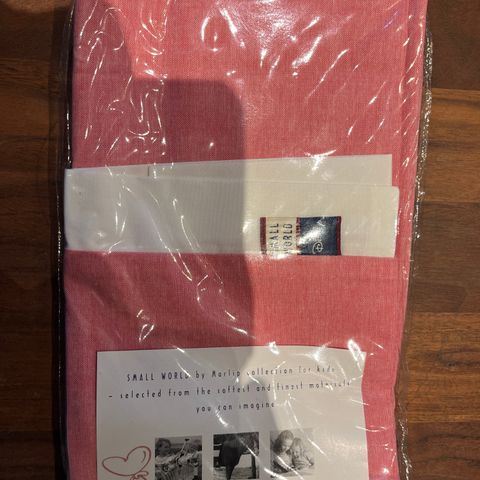 SMALL
WORLD
SMALL WORLD by Marlip collection for kids
- selected from the softest and finest materials
you can imagine